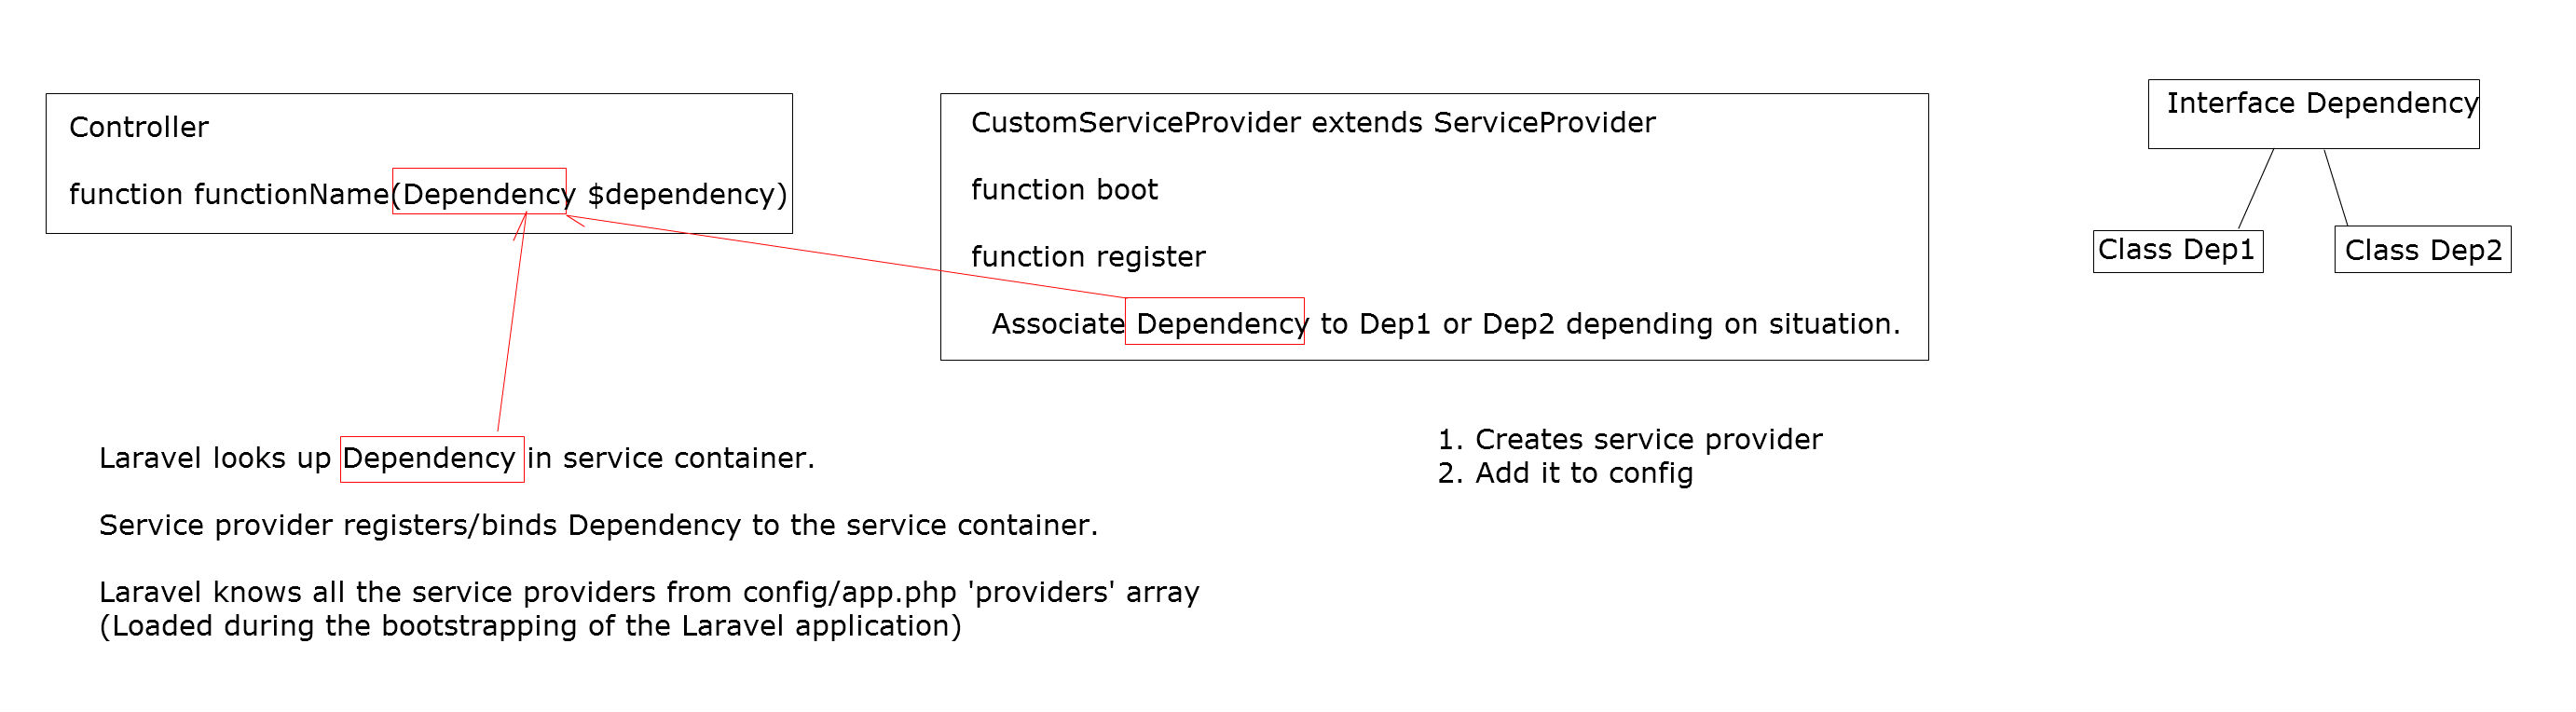 Controller
function functionName(Dependency $dependency)
CustomServiceProvider extends ServiceProvider
function boot
function register
Associate Dependency to Dep1 or Dep2 depending on situation.
Interface Dependency
Class Dep1
Class Dep2
Laravel looks up Dependency in service container.
Service provider registers/binds Dependency to the service container.
Laravel knows all the service providers from config/app.php 'providers' array
(Loaded during the bootstrapping of the Laravel application)
1. Creates service provider
2. Add it to config